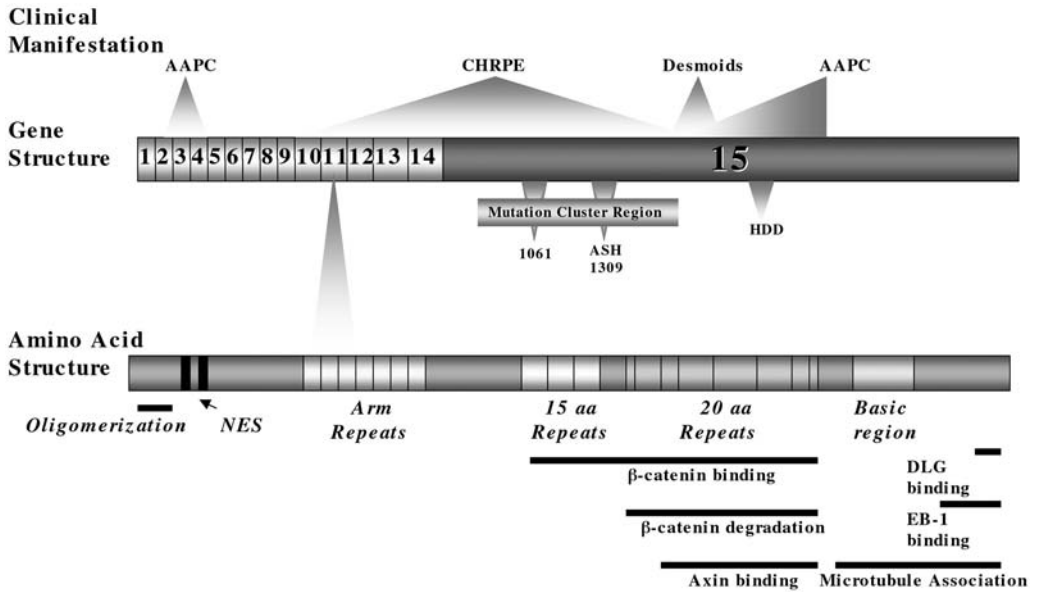 Clinical
Manifestation
AAPC
CHRPE
Desmoids
AAPC
Gene
Structure
1 2 3 4 5 6 7 8 9 10 11 12 13 14 15
Mutation Cluster Region
1061
ASH
1309
HDD
Amino Acid
Structure
Oligomerization
NES
Arm
Repeats
15 aa
Repeats
20 aa
Repeats
Basic
region
β-catenin binding
DLG
binding
β-catenin degradation
EB-1
binding
Axin binding
Microtubule Association